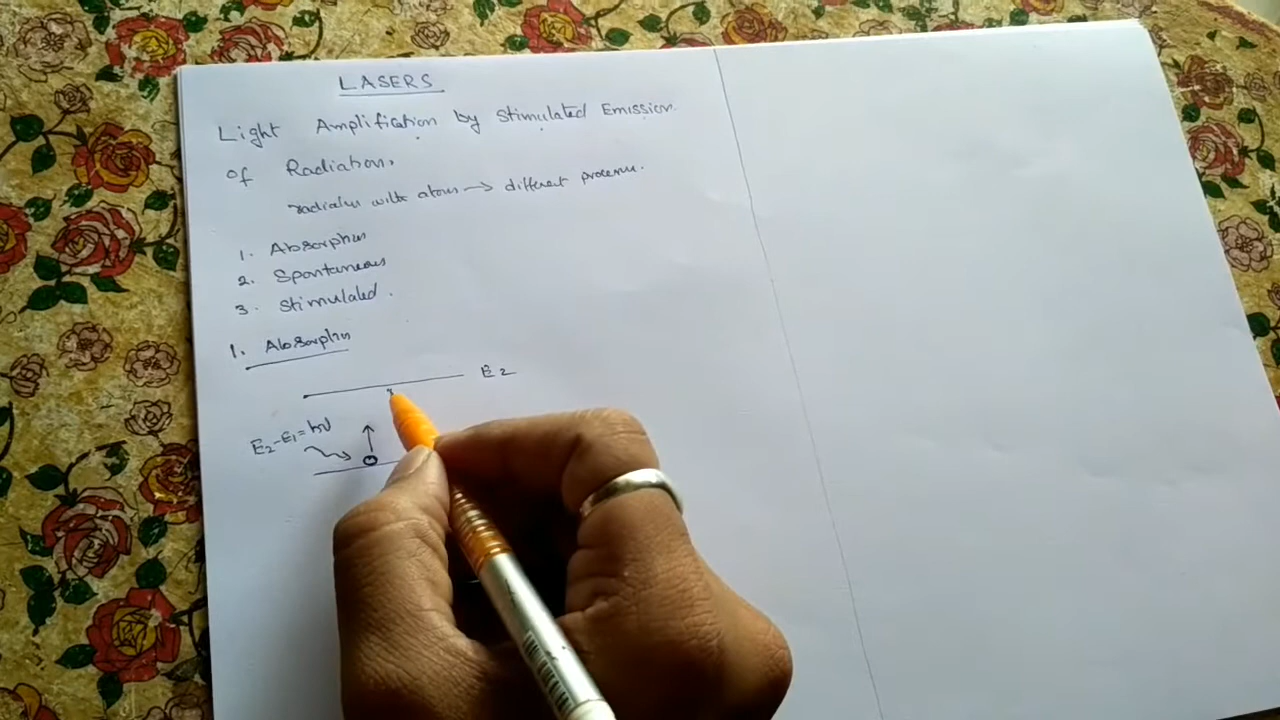 LASERS
Light Amplification by Stimulated Emission
of Radiation,
radiation with atom → different processes.
1. Absorption
2. Spontaneous
3. Stimulated.
1. Absorption
E2
E2-E1=hν